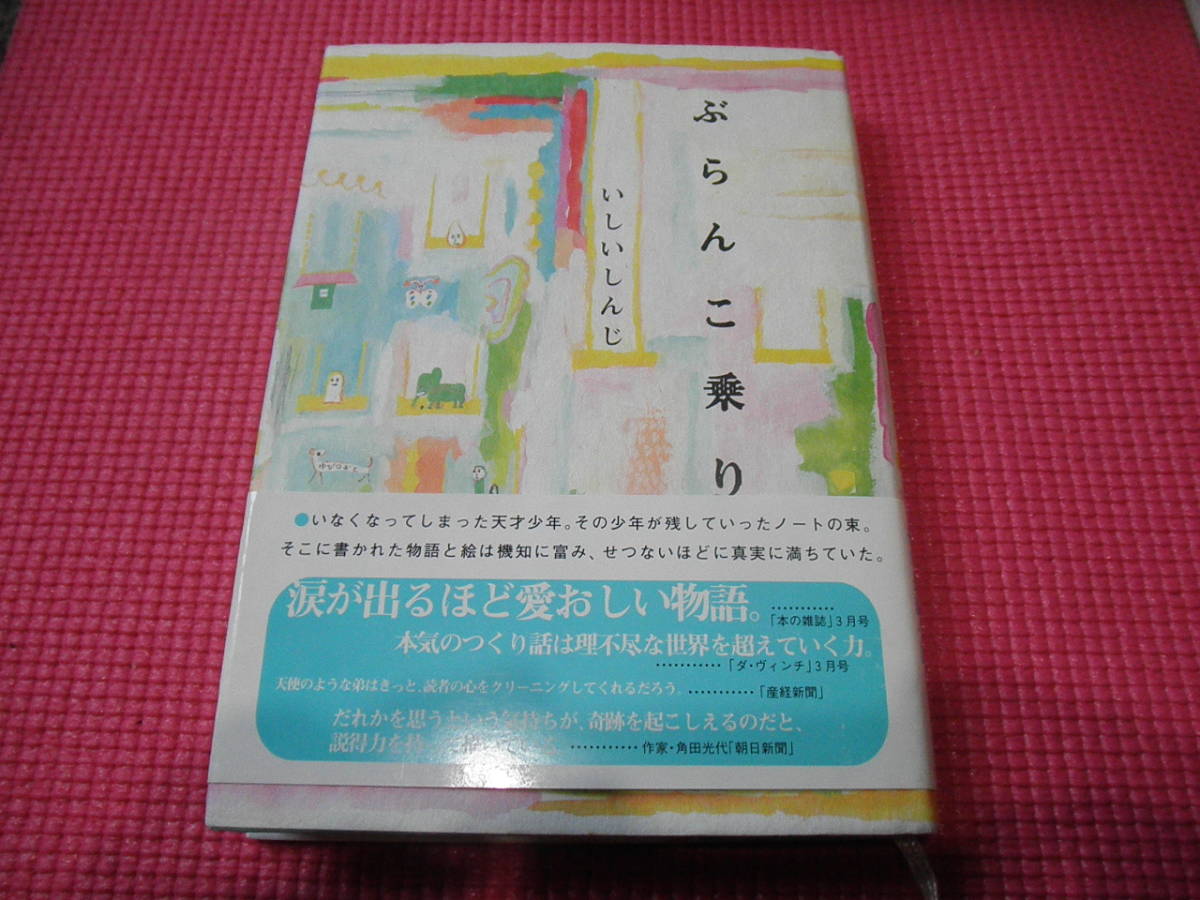 ぶらんこ乗り
いしいしんじ
●いなくなってしまった天才少年。その少年が残していったノートの束。
そこに書かれた物語と絵は機知に富み、せつないほどに真実に満ちていた。
涙が出るほど愛おしい物語。…………「本の雑誌」3月号
本気のつくり話は理不尽な世界を超えていく力。
…………「ダ・ヴィンチ」3月号
天使のような弟はきっと、読者の心をクリーニングしてくれるだろう。…………「産経新聞」
だれかを思うという気持ちが、奇跡を起こしえるのだと、
説得力を持…………作家・角田光代「朝日新聞」